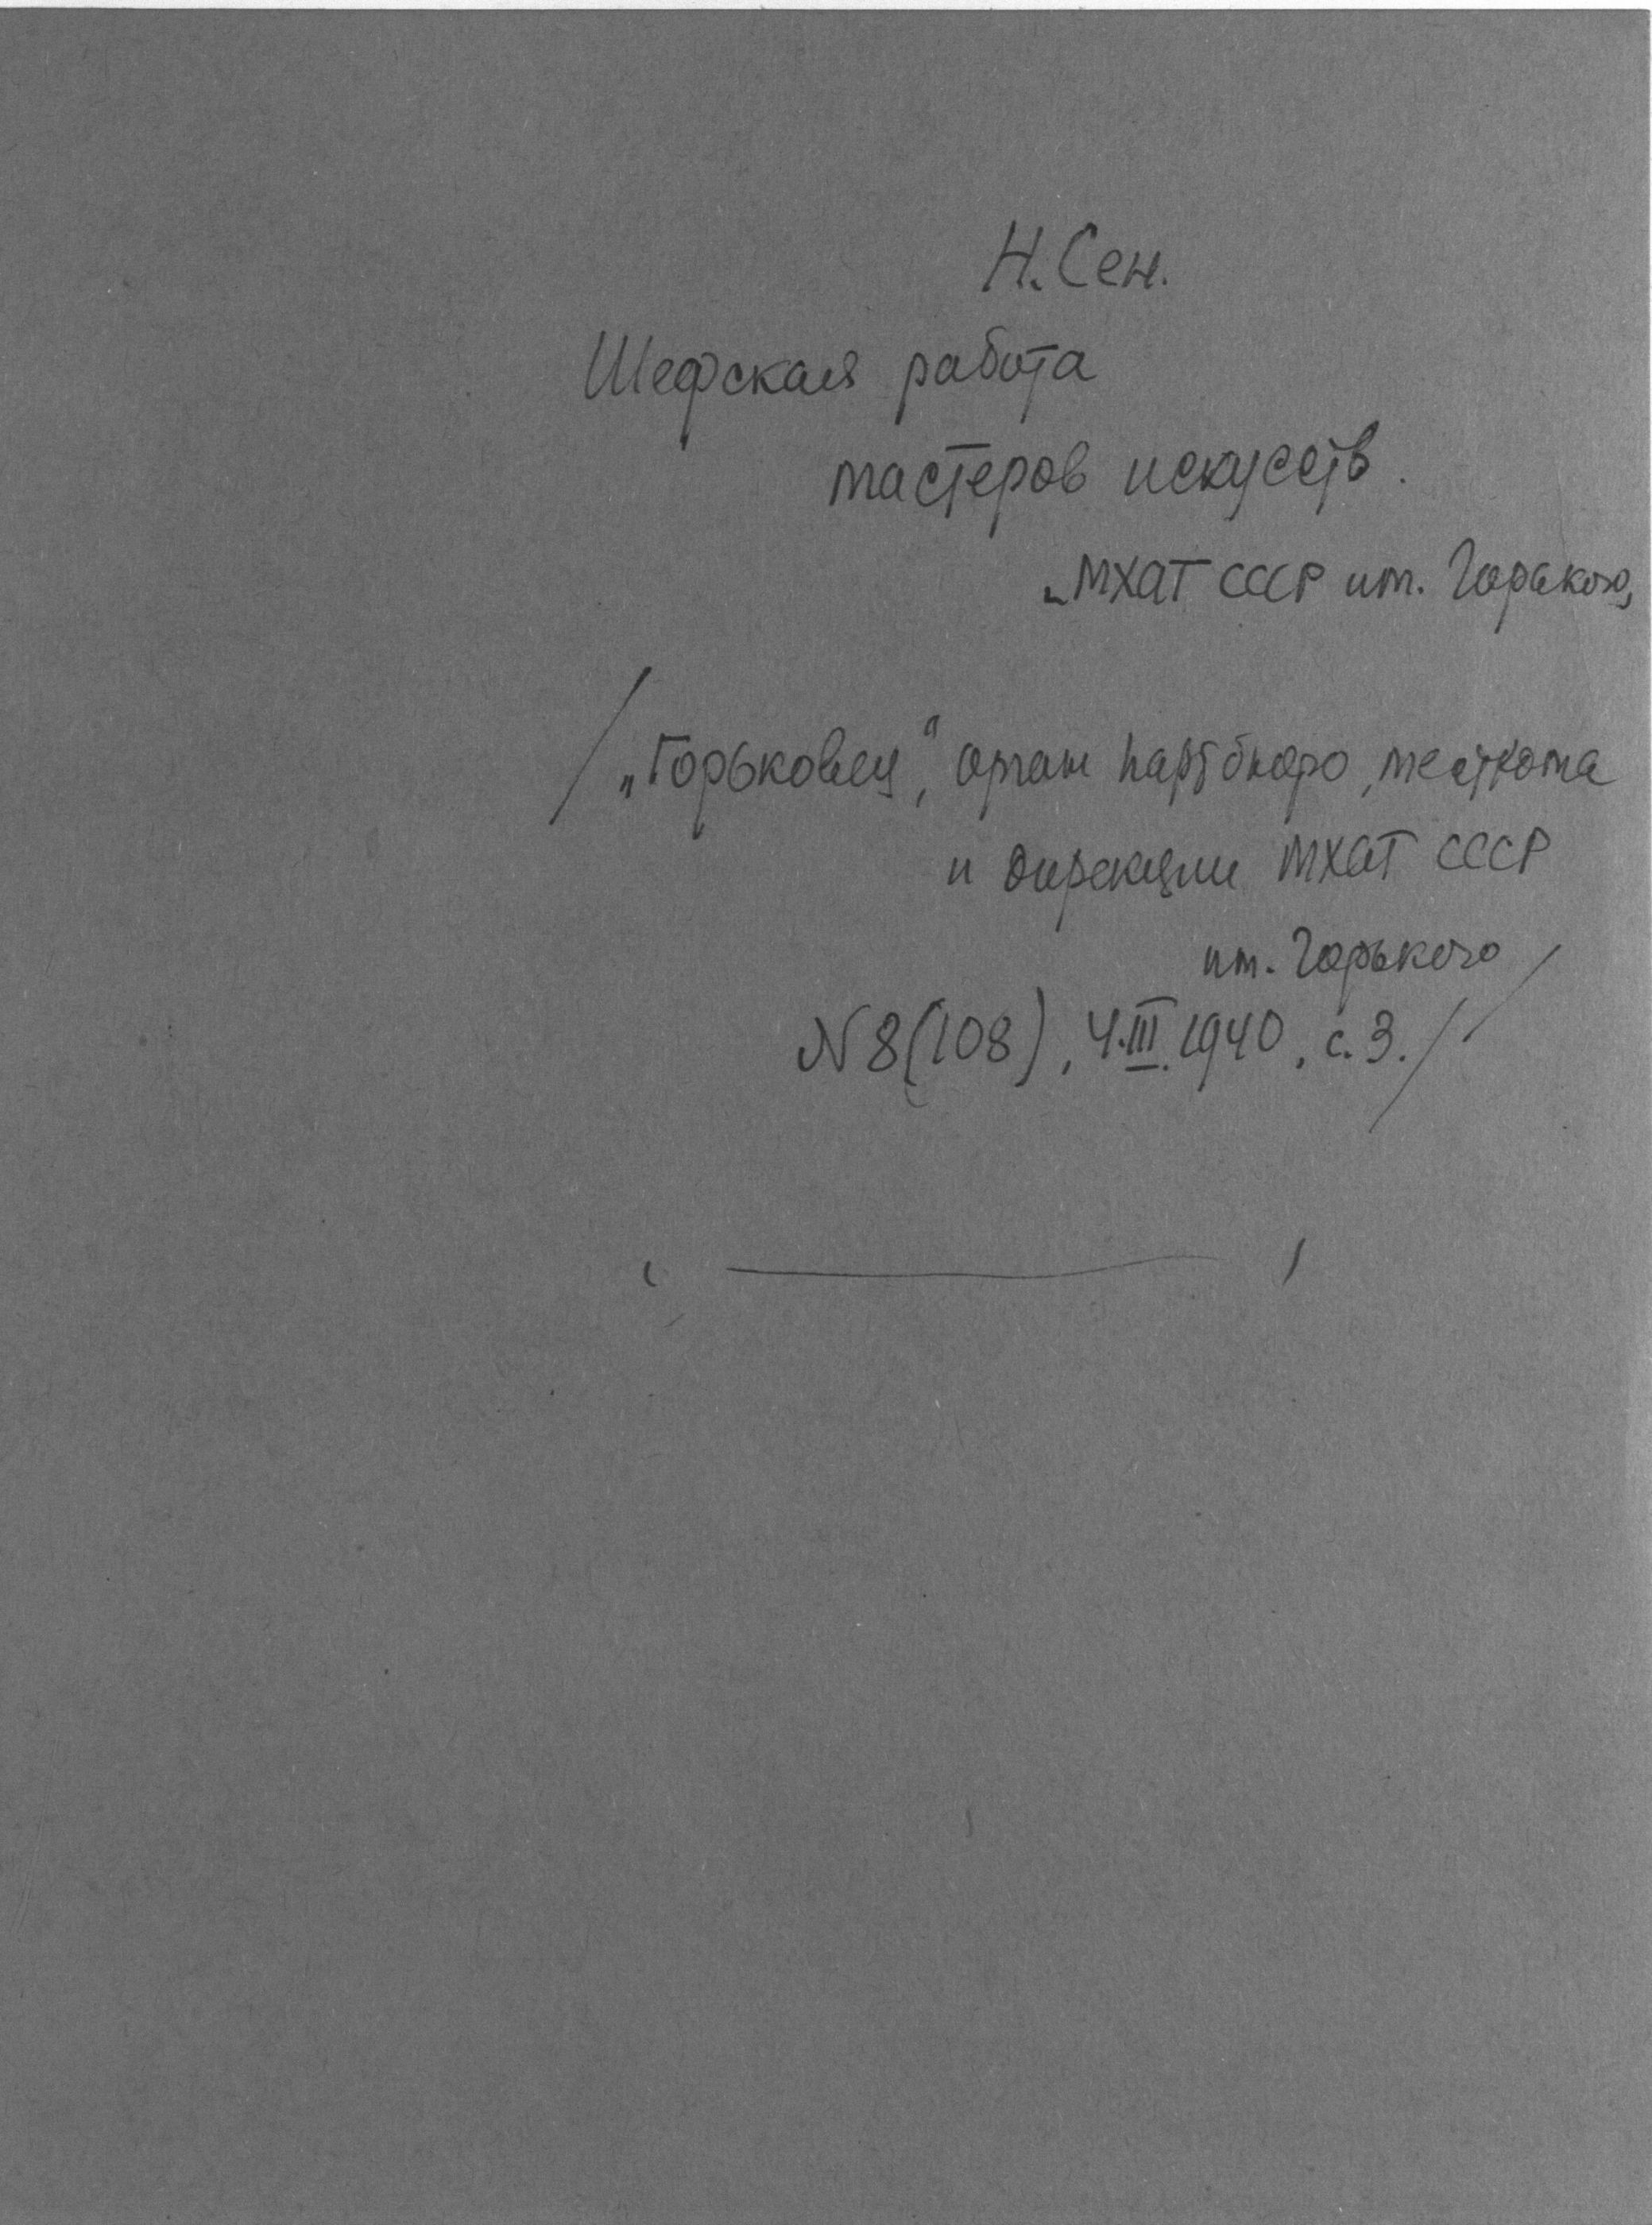 Н. Сен.
Шефская работа
мастеров искусств.
„МХАТ СССР им. Горького„
/„Горьковец", орган партбюро, месткома
и дирекции МХАТ СССР
им. Горького/
N 8(108), 4.III.1940, с. 3./